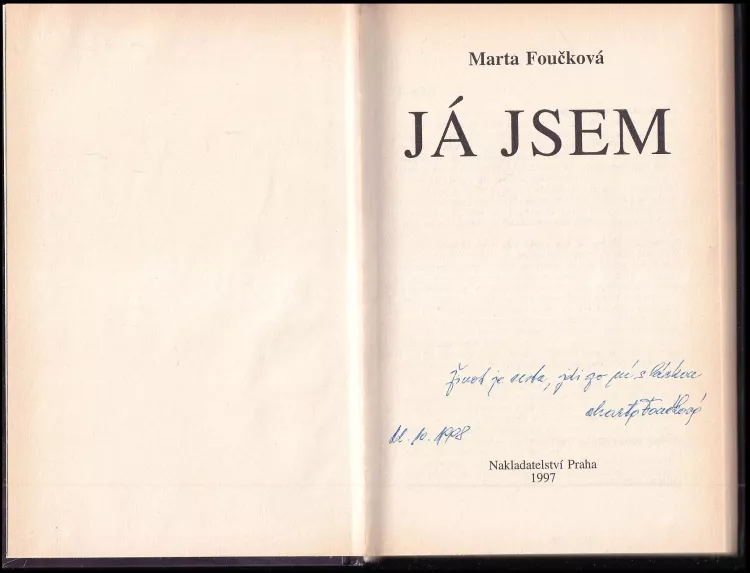 Marta Foučková
JÁ JSEM
Život je cesta, jdi po ní s láskou
Marta Foučková
11. 10. 1998
Nakladatelství Praha
1997